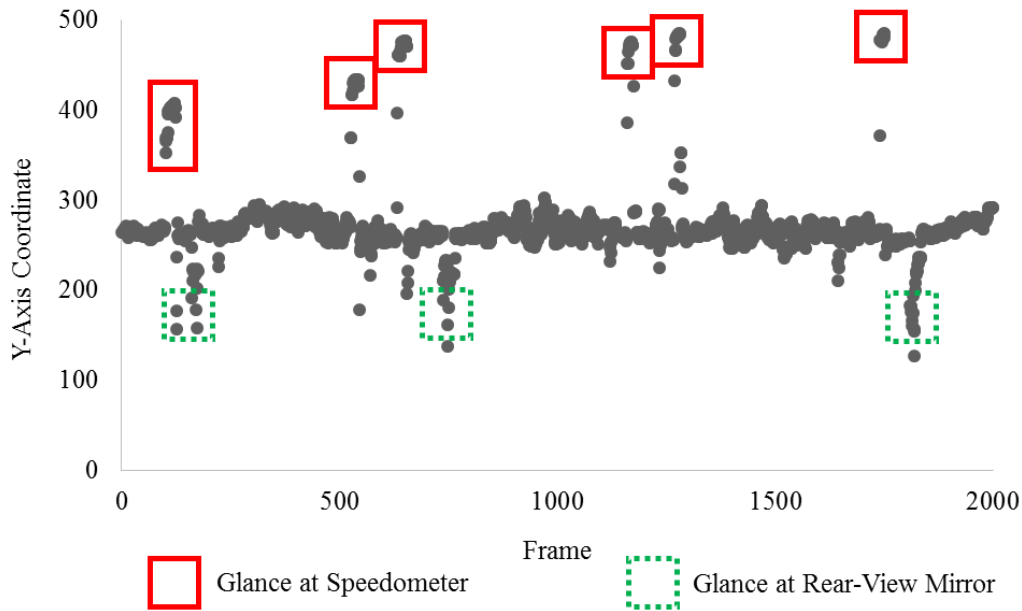 500
400
300
200
100
0
Y-Axis Coordinate
0 500 1000 1500 2000
Frame
Glance at Speedometer
Glance at Rear-View Mirror